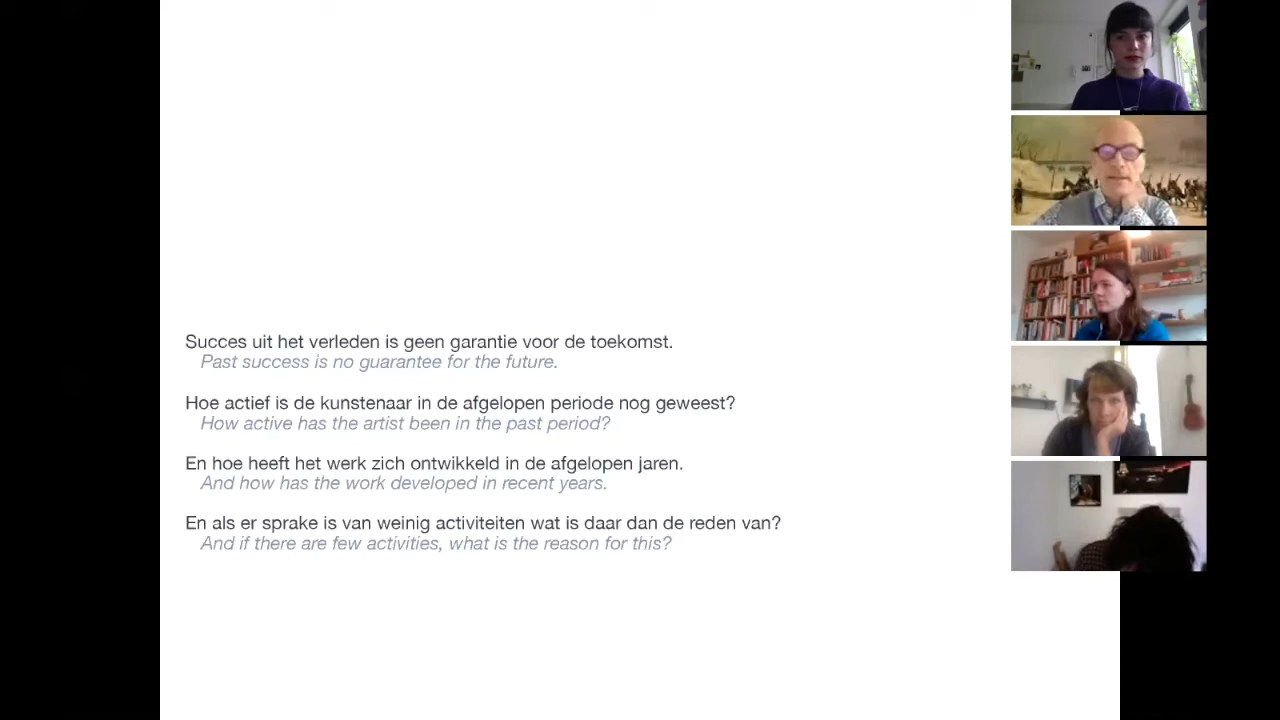 Succes uit het verleden is geen garantie voor de toekomst.
Past success is no guarantee for the future.
Hoe actief is de kunstenaar in de afgelopen periode nog geweest?
How active has the artist been in the past period?
En hoe heeft het werk zich ontwikkeld in de afgelopen jaren.
And how has the work developed in recent years.
En als er sprake is van weinig activiteiten wat is daar dan de reden van?
And if there are few activities, what is the reason for this?